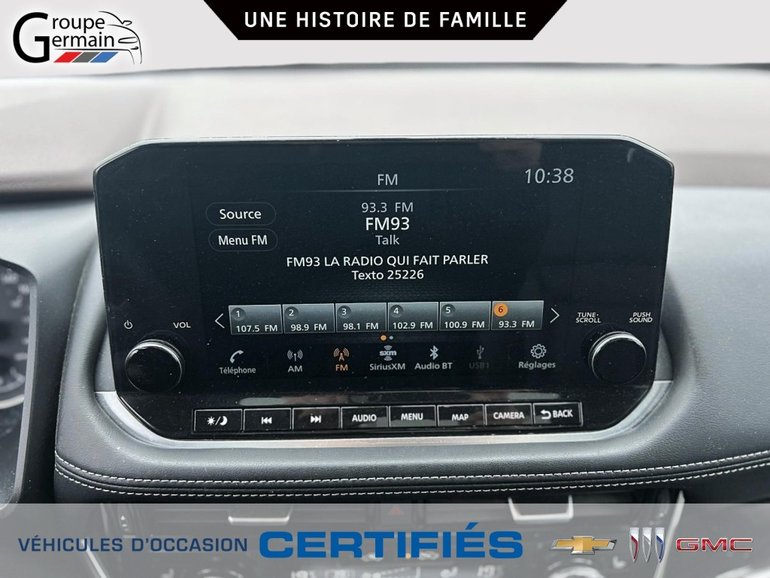 Groupe
Germain
UNE HISTOIRE DE FAMILLE
FM
10:38
Source
93.3 FM
FM93
Menu FM
Talk
FM93 LA RADIO QUI FAIT PARLER
Texto 25226
1 2 3 4 5 6
107.5 FM 98.9 FM 98.1 FM 102.9 FM 100.9 FM 93.3 FM
TUNE·SCROLL
PUSH SOUND
VOL
Téléphone AM FM SiriusXM Audio BT USB1 Réglages
AUDIO MENU MAP CAMERA BACK
VÉHICULES D'OCCASION CERTIFIÉS GMC